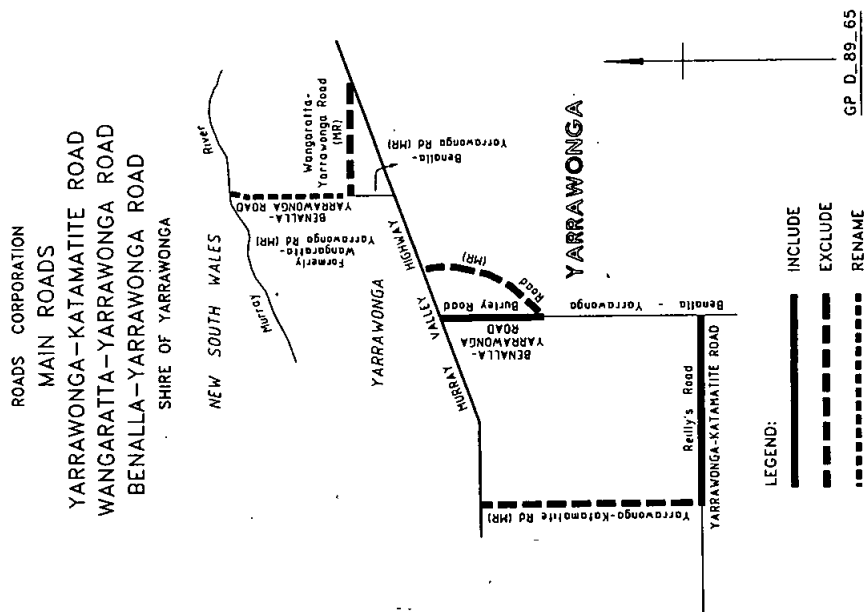 ROADS CORPORATION
MAIN ROADS
YARRAWONGA-KATAMATITE ROAD
WANGARATTA-YARRAWONGA ROAD
BENALLA-YARRAWONGA ROAD
SHIRE OF YARRAWONGA
NEW SOUTH WALES
Murray
River
Wangaratta-
Yarrawonga Road
(MR)
BENALLA-
YARRAWONGA ROAD
Formerly
Wangaratta-
Yarrawonga Rd (MR)
Benalla-
Yarrawonga Rd (MR)
YARRAWONGA
MURRAY VALLEY HIGHWAY
BENALLA-
YARRAWONGA
ROAD
Burley Road
Road (MR)
Benalla - Yarrawonga
YARRAWONGA
Yarrawonga-Katamatite Rd (MR)
Reilly's Road
YARRAWONGA-KATAMATITE ROAD
LEGEND:
INCLUDE
EXCLUDE
RENAME
GP D_89_65